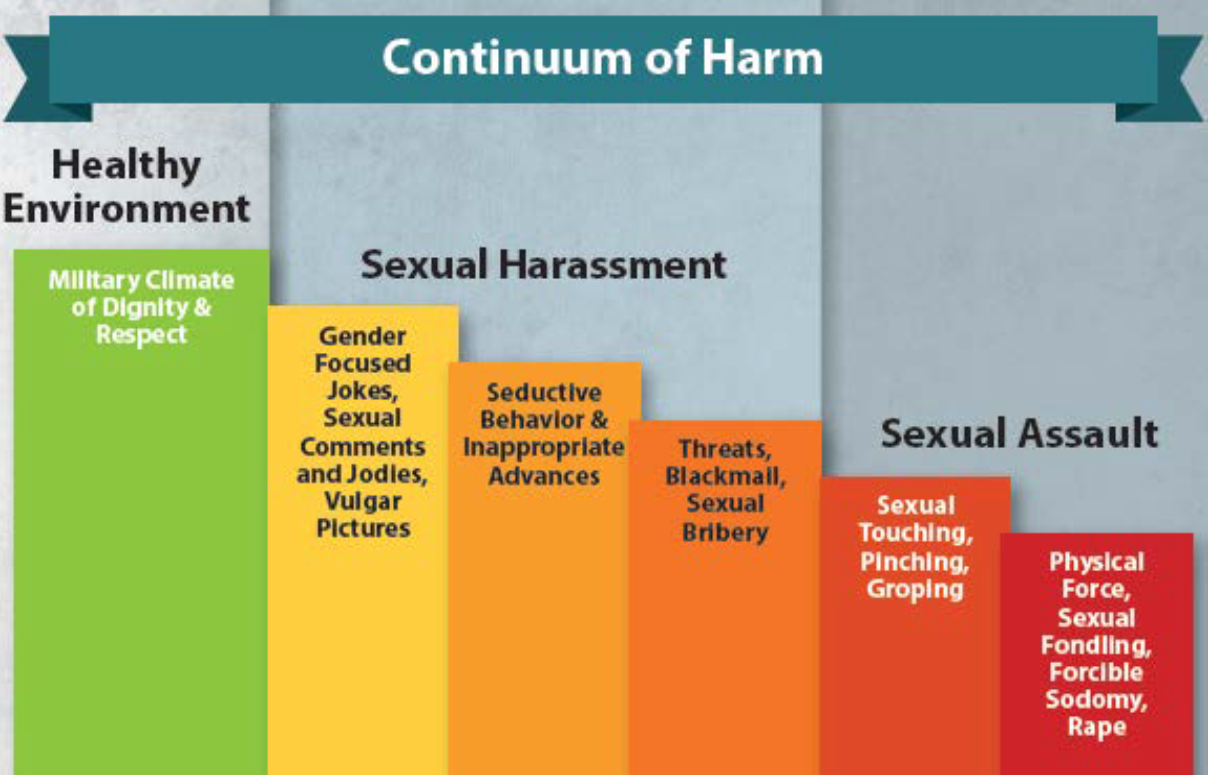 Continuum of Harm
Healthy
Environment
Military Climate
of Dignity &
Respect
Sexual Harassment
Gender
Focused
Jokes,
Sexual
Comments
and Jodies,
Vulgar
Pictures
Seductive
Behavior &
Inappropriate
Advances
Threats,
Blackmail,
Sexual
Bribery
Sexual Assault
Sexual
Touching,
Pinching,
Groping
Physical
Force,
Sexual
Fondling,
Forcible
Sodomy,
Rape